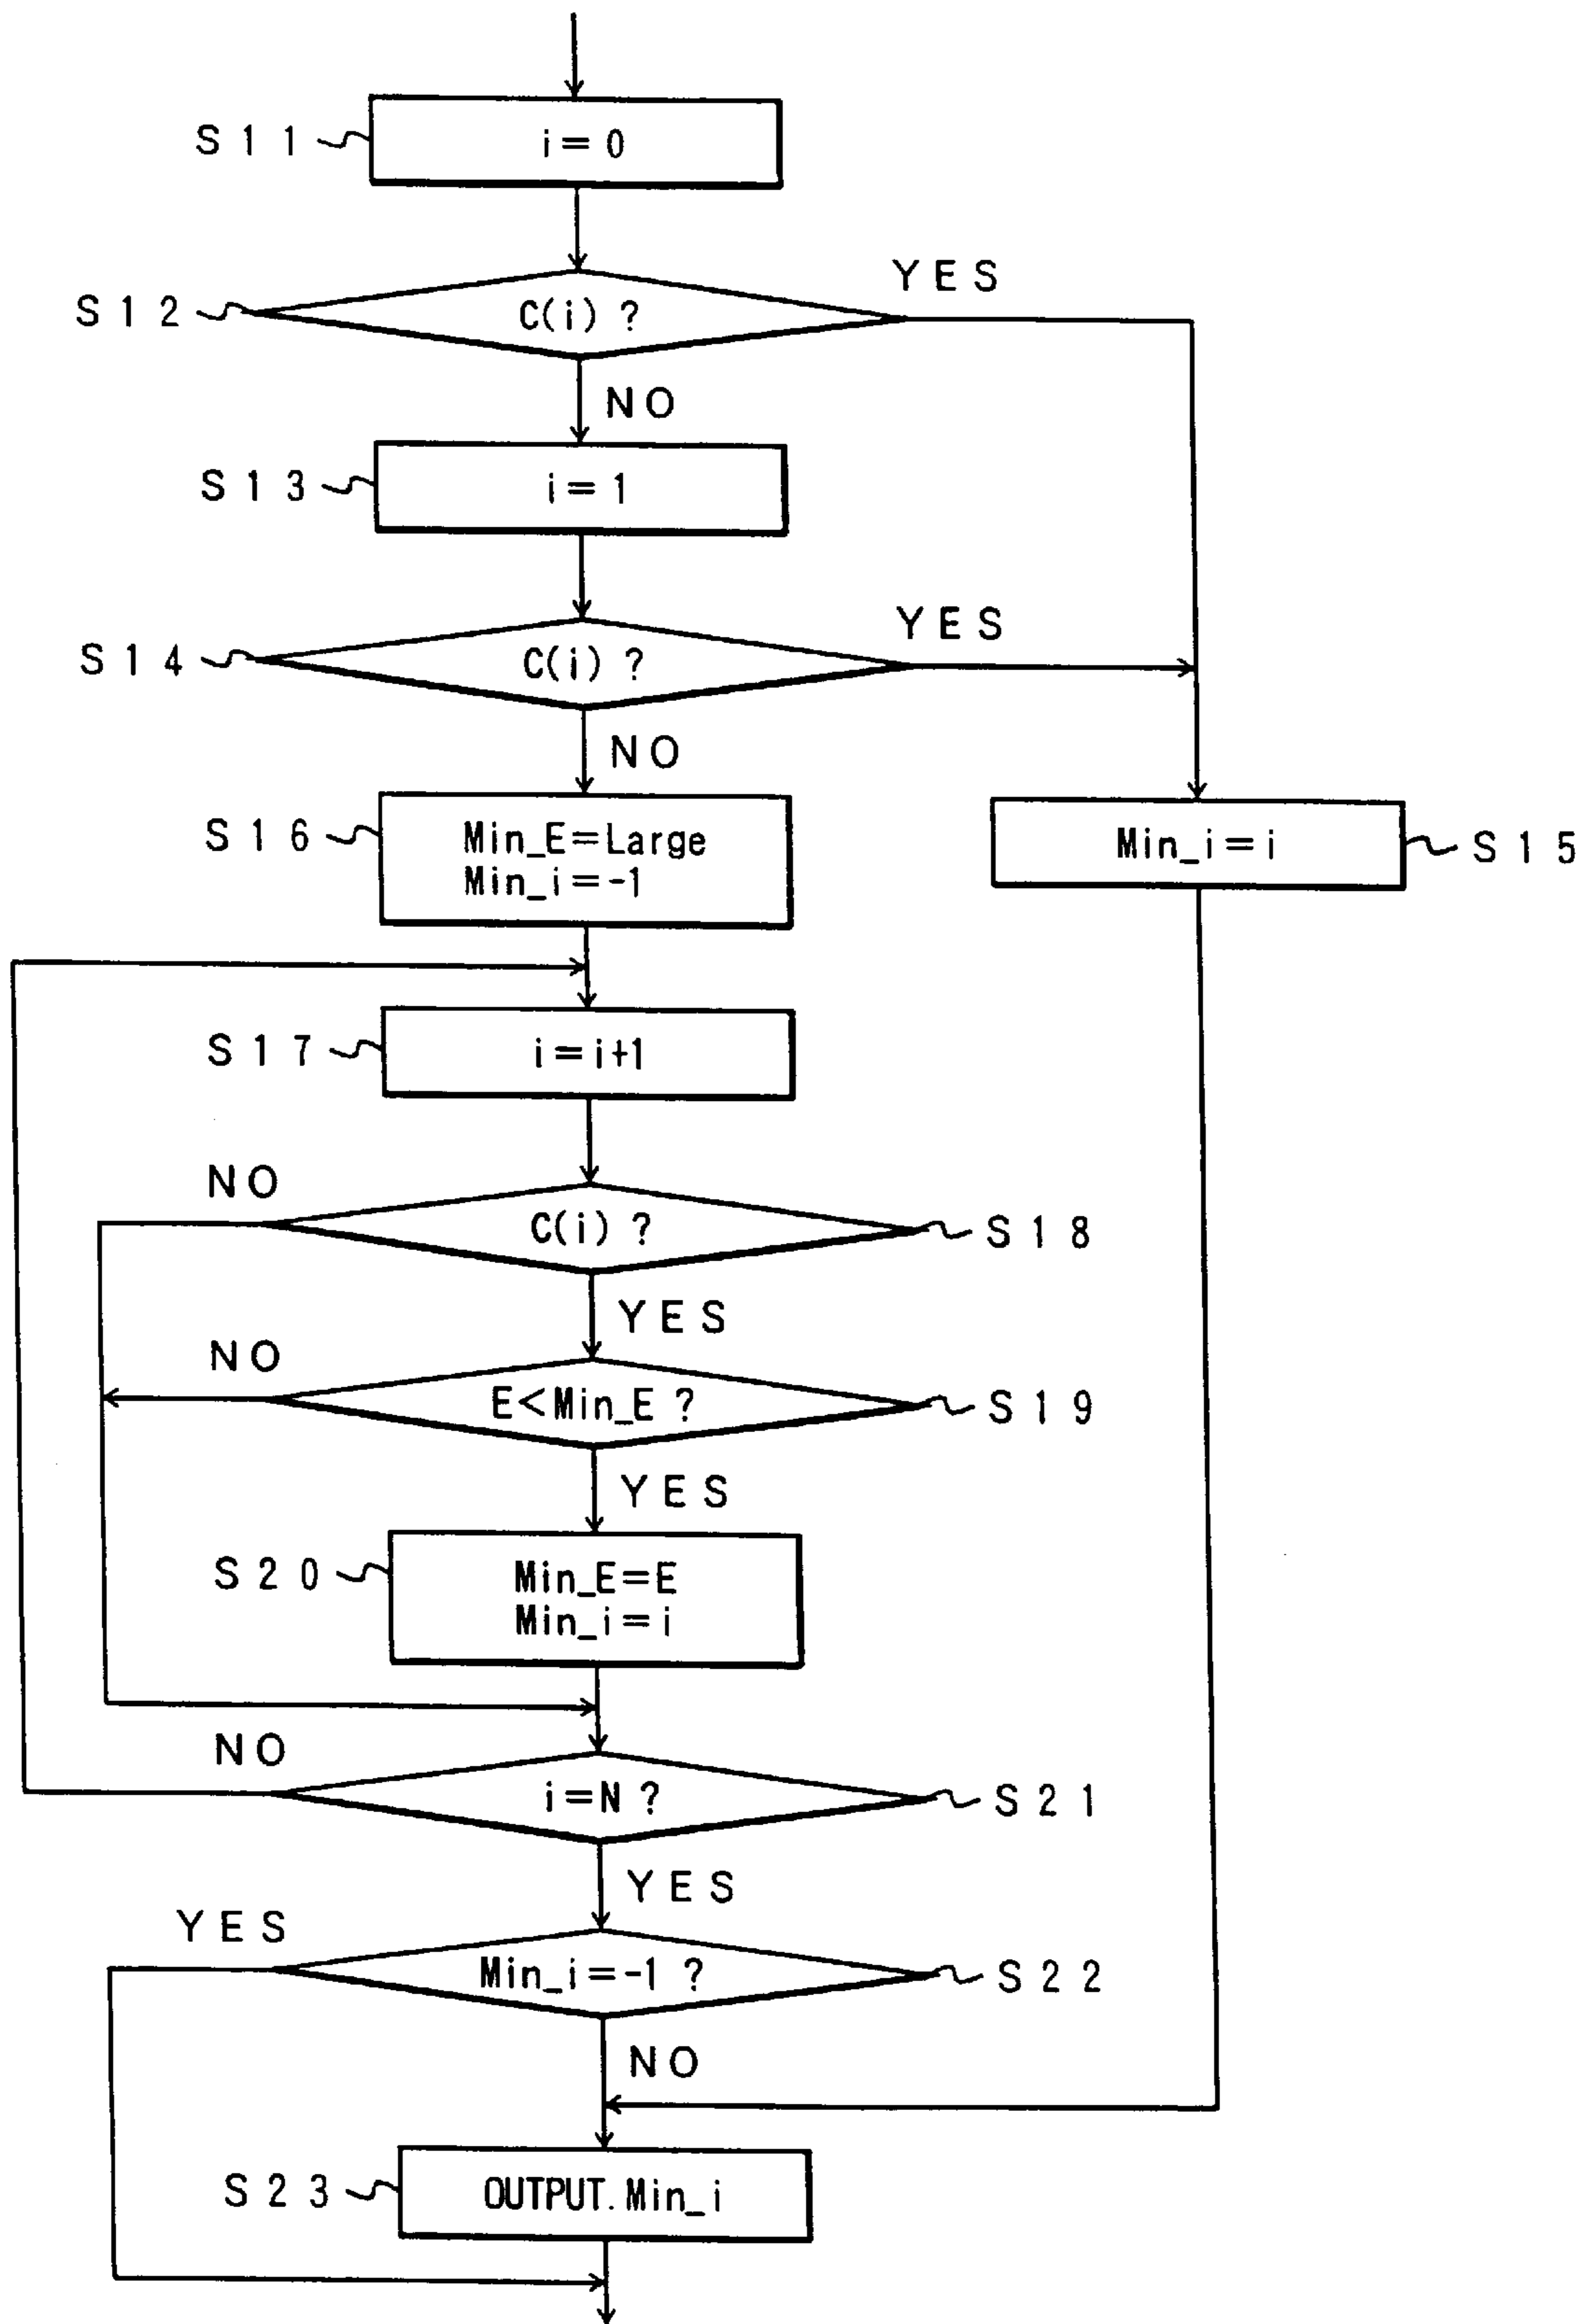 S11
i=0
YES
S12
C(i) ?
NO
S13
i=1
YES
S14
C(i) ?
NO
S16
Min_E=Large
Min_i=-1
Min_i=i
S15
S17
i=i+1
NO
C(i) ?
S18
YES
NO
E<Min_E ?
S19
YES
S20
Min_E=E
Min_i=i
NO
i=N ?
S21
YES
YES
Min_i=-1 ?
S22
NO
S23
OUTPUT. Min_i